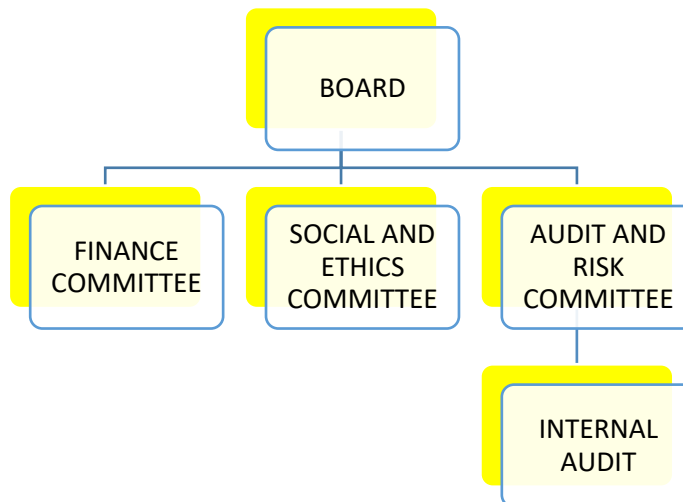 BOARD
FINANCE
COMMITTEE
SOCIAL AND
ETHICS
COMMITTEE
AUDIT AND
RISK
COMMITTEE
INTERNAL
AUDIT